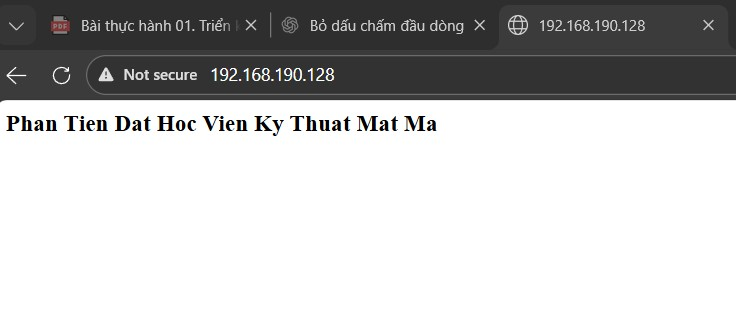 Bài thực hành 01. Triển
Bỏ dấu chấm đầu dòng
192.168.190.128
Not secure
192.168.190.128
Phan Tien Dat Hoc Vien Ky Thuat Mat Ma